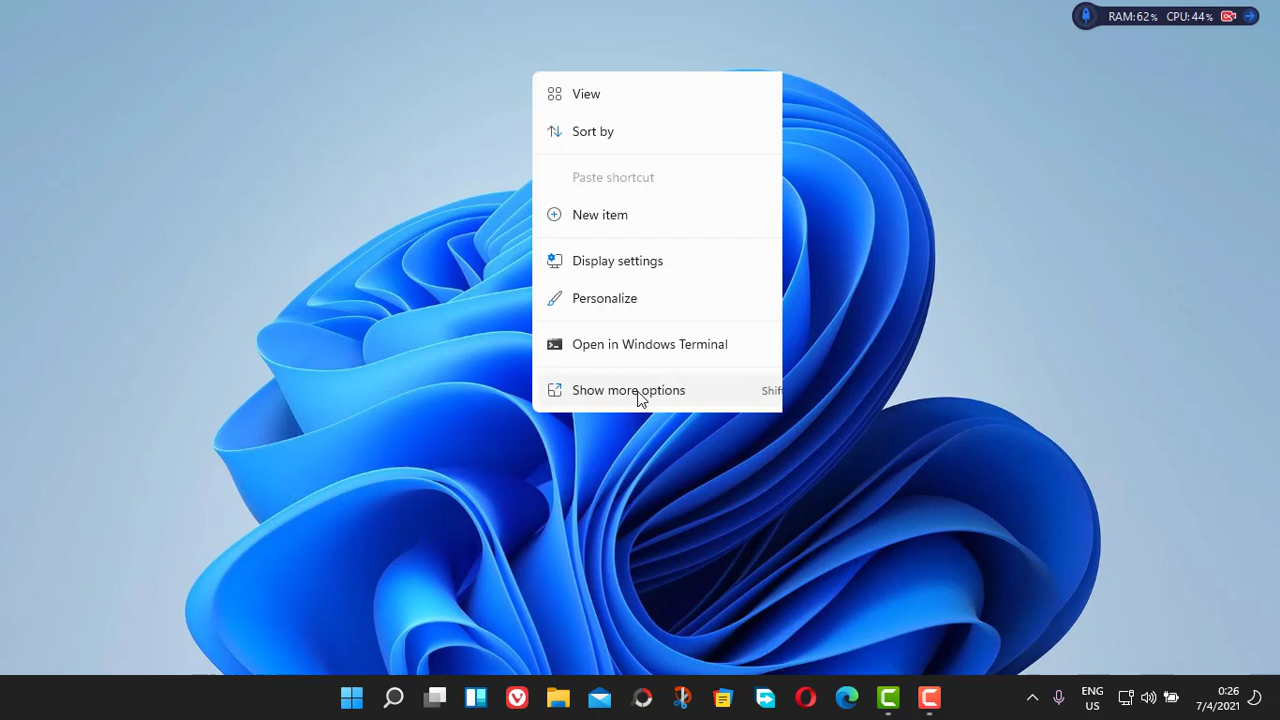 RAM:62% CPU:44%
View
Sort by
Paste shortcut
New item
Display settings
Personalize
Open in Windows Terminal
Show more options Shif
ENG
US
0:26
7/4/2021